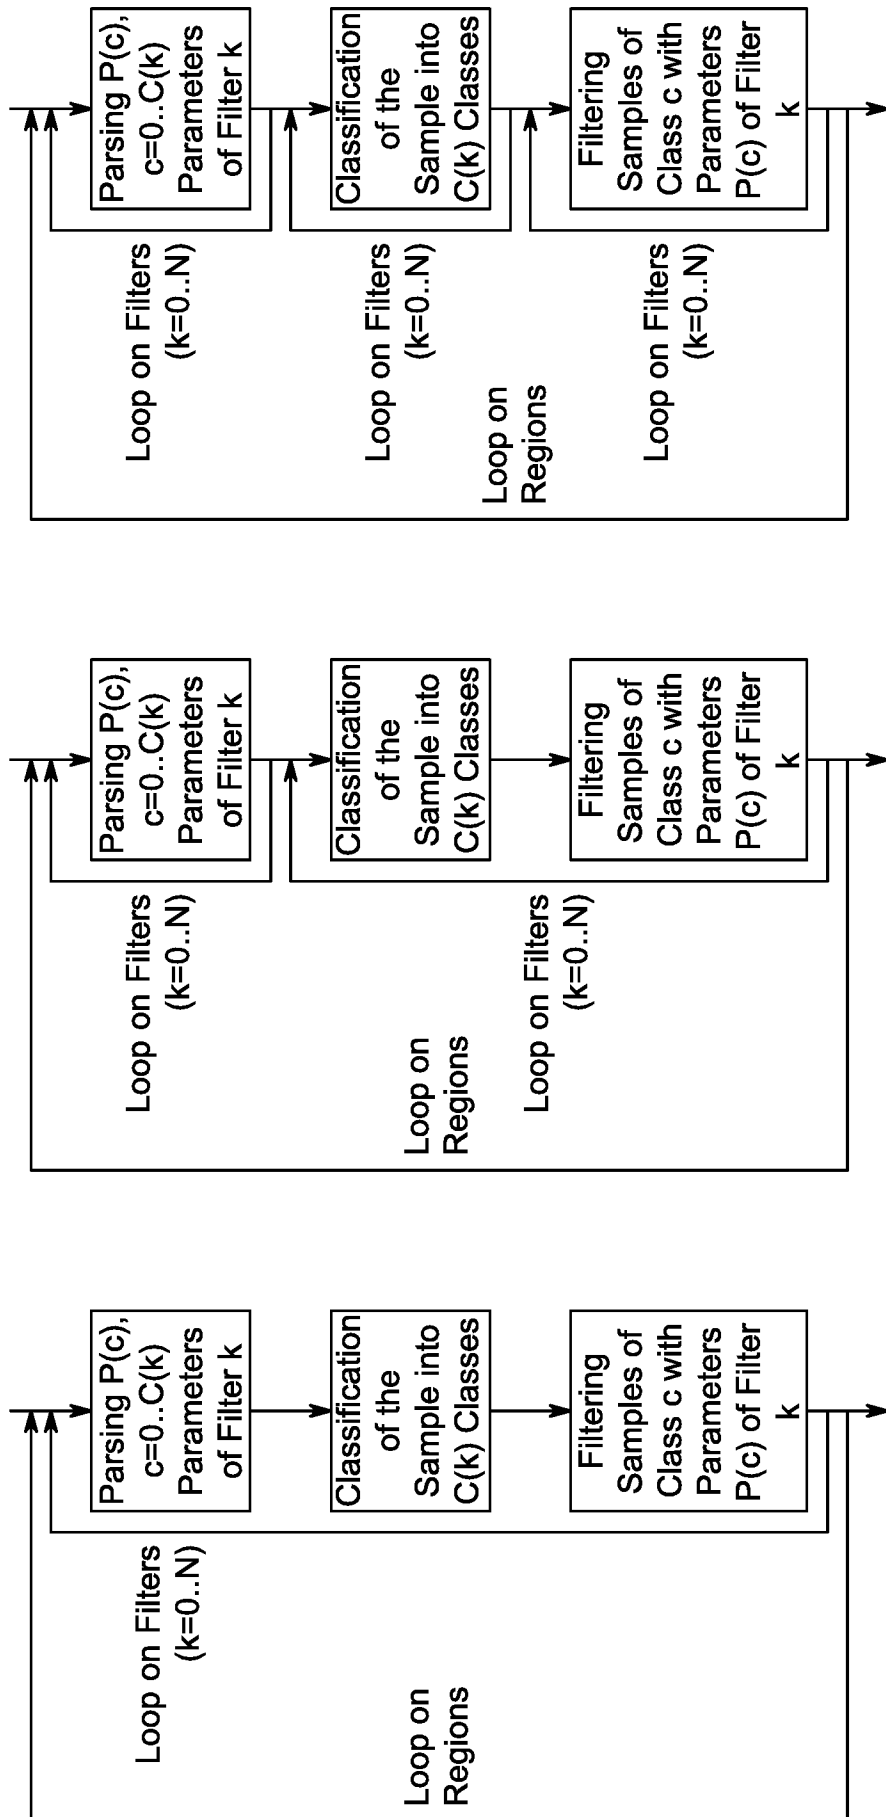 Parsing P(c),
c=0..C(k)
Parameters
of Filter k
Loop on Filters
(k=0..N)
Classification
of the
Sample into
C(k) Classes
Loop on
Regions
Filtering
Samples of
Class c with
Parameters
P(c) of Filter
k
Parsing P(c),
c=0..C(k)
Parameters
of Filter k
Loop on Filters
(k=0..N)
Classification
of the
Sample into
C(k) Classes
Loop on
Regions
Loop on Filters
(k=0..N)
Filtering
Samples of
Class c with
Parameters
P(c) of Filter
k
Parsing P(c),
c=0..C(k)
Parameters
of Filter k
Loop on Filters
(k=0..N)
Classification
of the
Sample into
C(k) Classes
Loop on Filters
(k=0..N)
Loop on
Regions
Filtering
Samples of
Class c with
Parameters
P(c) of Filter
k
Loop on Filters
(k=0..N)